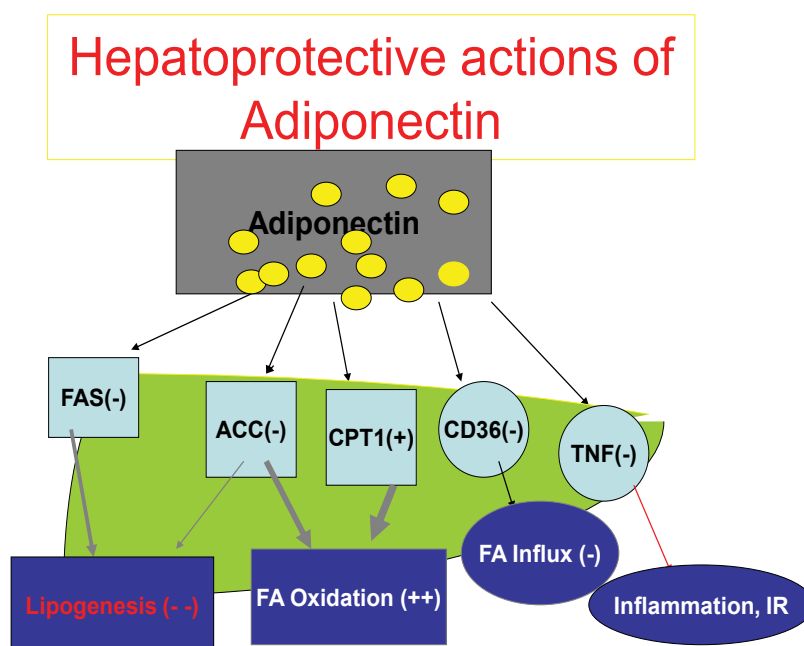 Hepatoprotective actions of
Adiponectin
Adiponectin
FAS(-)
ACC(-)
CPT1(+)
CD36(-)
TNF(-)
Lipogenesis (- -)
FA Oxidation (++)
FA Influx (-)
Inflammation, IR